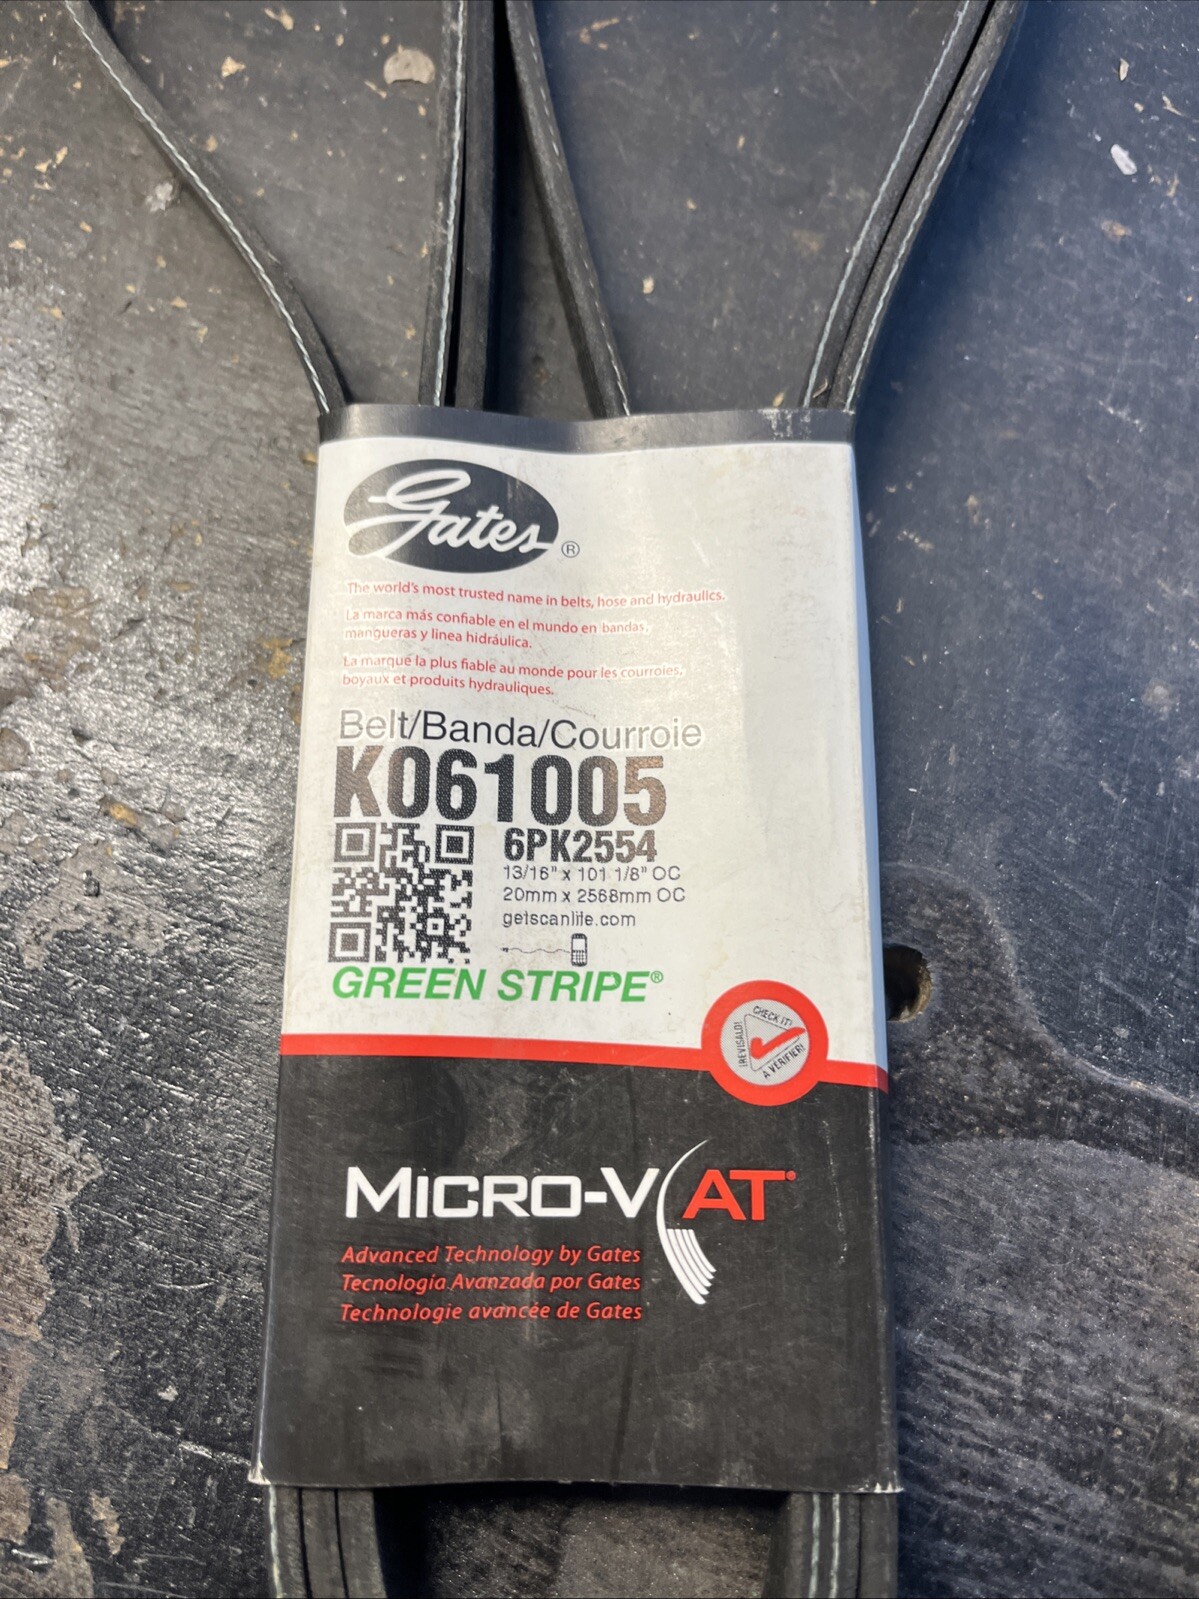 Gates®
The world's most trusted name in belts, hose and hydraulics.
La marca más confiable en el mundo en bandas,
mangueras y linea hidráulica.
La marque la plus fiable au monde pour les courroies,
boyaux et produits hydrauliques.
Belt/Banda/Courroie
K061005
6PK2554
13/16" x 101 1/8" OC
20mm x 2568mm OC
getscanlife.com
GREEN STRIPE®
CHECK IT!
¡REVISALO!
À VÉRIFIER!
MICRO-V AT®
Advanced Technology by Gates
Tecnología Avanzada por Gates
Technologie avancée de Gates